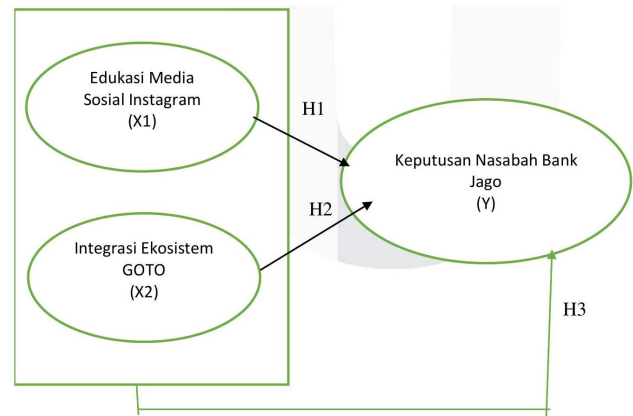 Edukasi Media
Sosial Instagram
(X1)
H1
Keputusan Nasabah Bank
Jago
(Y)
H2
Integrasi Ekosistem
GOTO
(X2)
H3